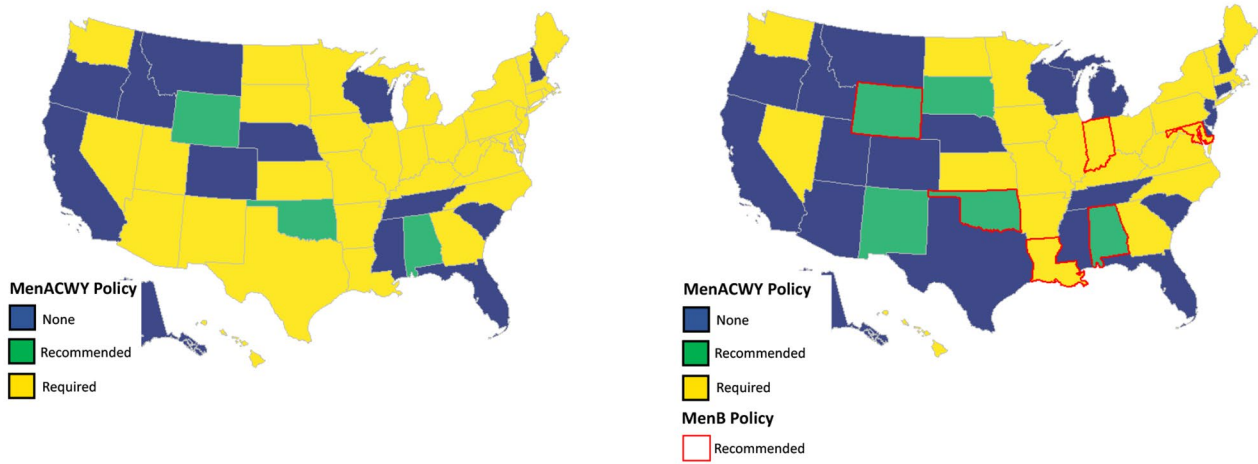 MenACWY Policy
None
Recommended
Required
MenACWY Policy
None
Recommended
Required
MenB Policy
Recommended